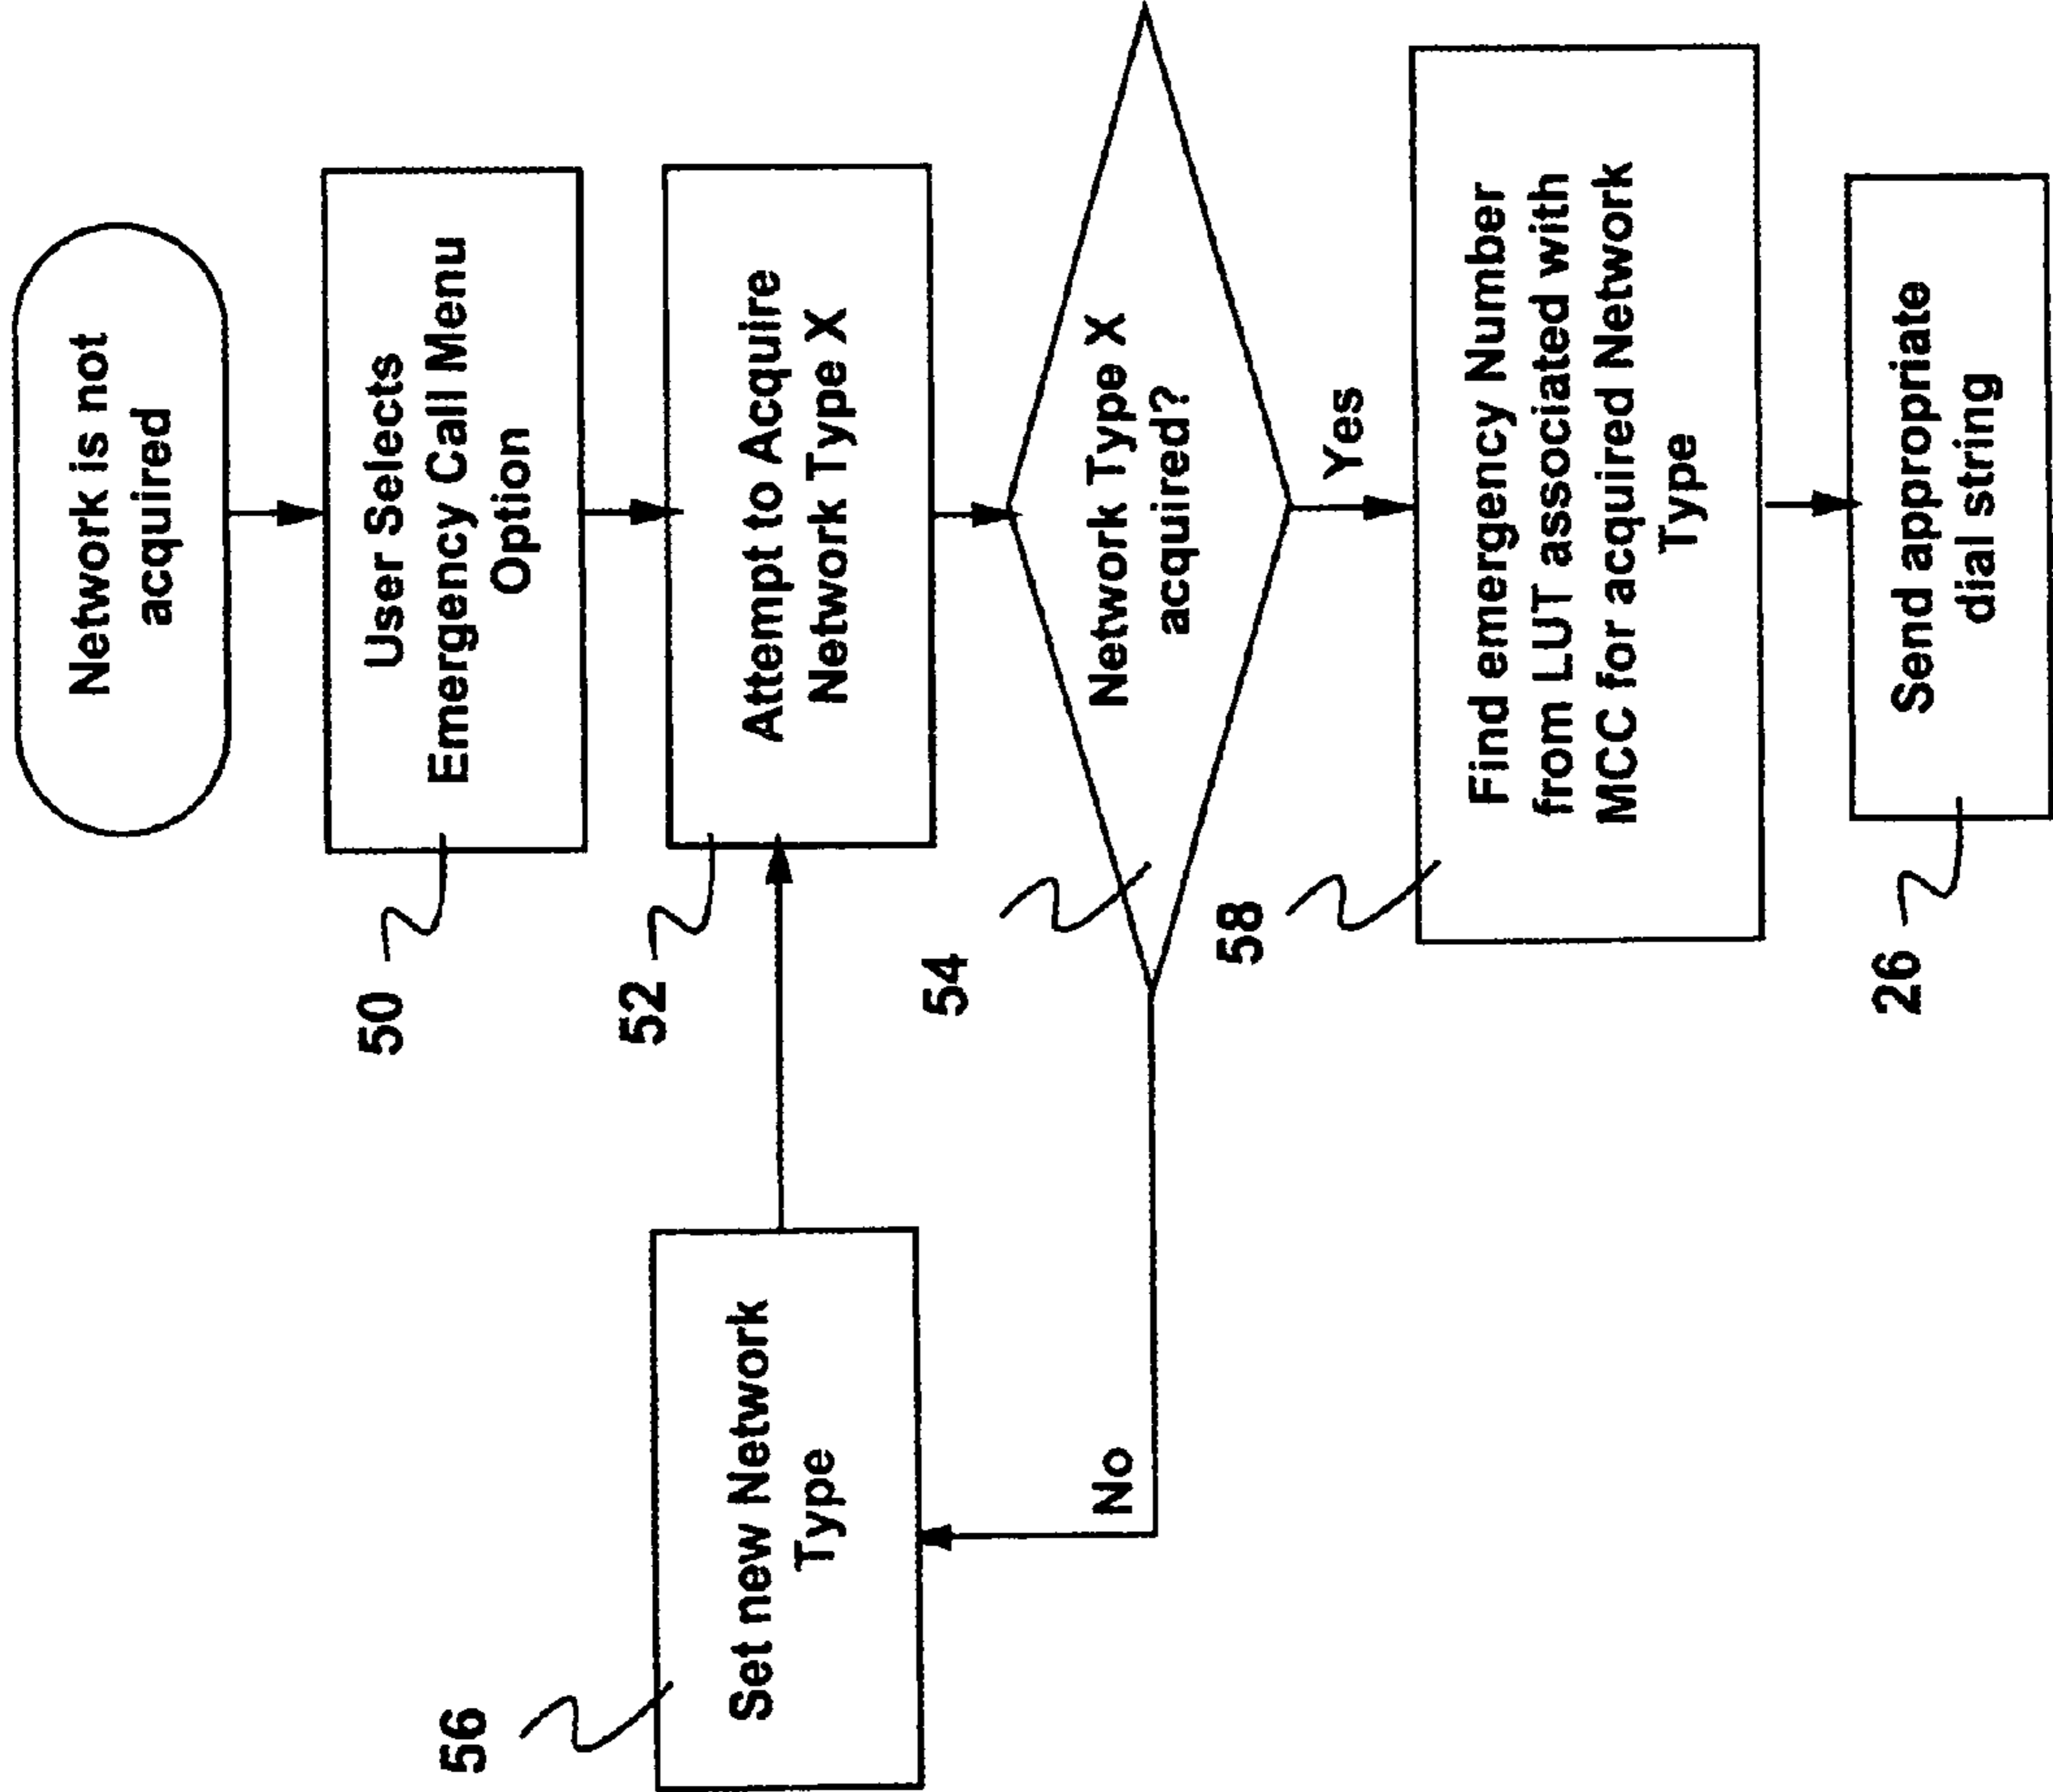 Network is not
acquired
50
User Selects
Emergency Call Menu
Option
52
Attempt to Acquire
Network Type X
54
Network Type X
acquired?
56
Set new Network
Type
No
Yes
58
Find emergency Number
from LUT associated with
MCC for acquired Network
Type
26
Send appropriate
dial string